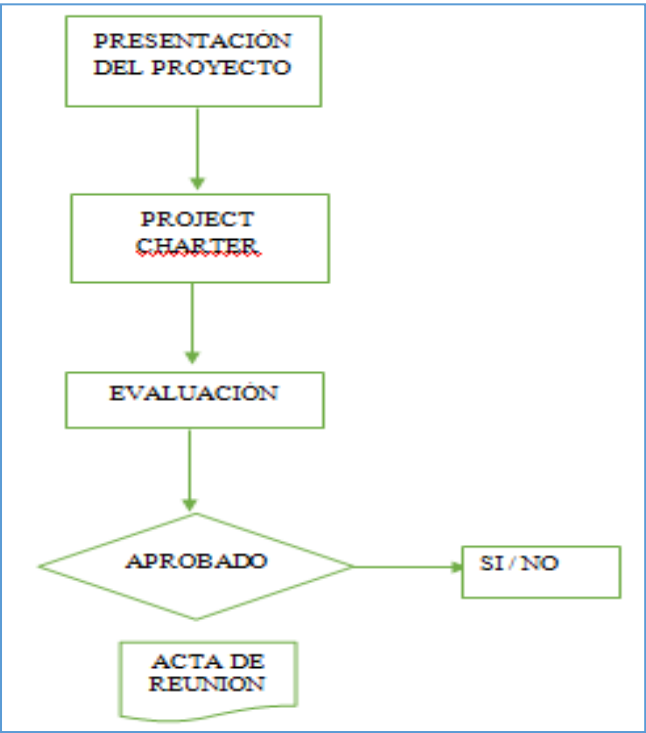 PRESENTACIÓN
DEL PROYECTO
PROJECT
CHARTER
EVALUACIÓN
APROBADO
SI / NO
ACTA DE
REUNION